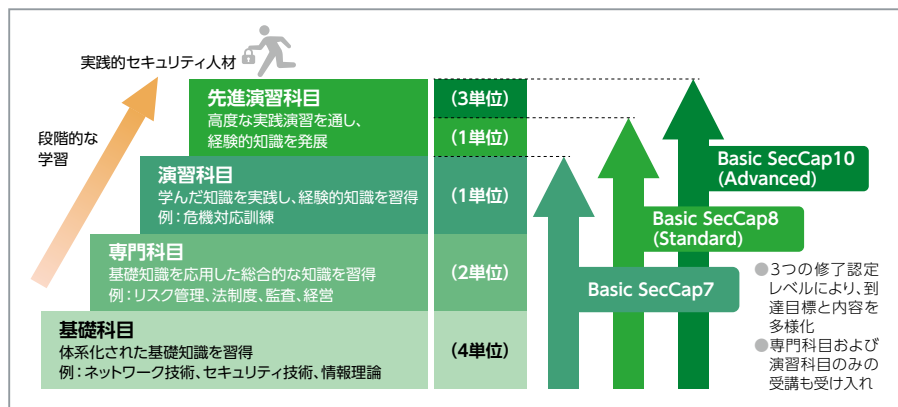 実践的セキュリティ人材
段階的な
学習
先進演習科目
高度な実践演習を通し、
経験的知識を発展
(3単位)
(1単位)
演習科目
学んだ知識を実践し、経験的知識を習得
例：危機対応訓練
(1単位)
専門科目
基礎知識を応用した総合的な知識を習得
例：リスク管理、法制度、監査、経営
(2単位)
基礎科目
体系化された基礎知識を習得
例：ネットワーク技術、セキュリティ技術、情報理論
(4単位)
Basic SecCap10
(Advanced)
Basic SecCap8
(Standard)
Basic SecCap7
●3つの修了認定
レベルにより、到
達目標と内容を
多様化
●専門科目および
演習科目のみの
受講も受け入れ